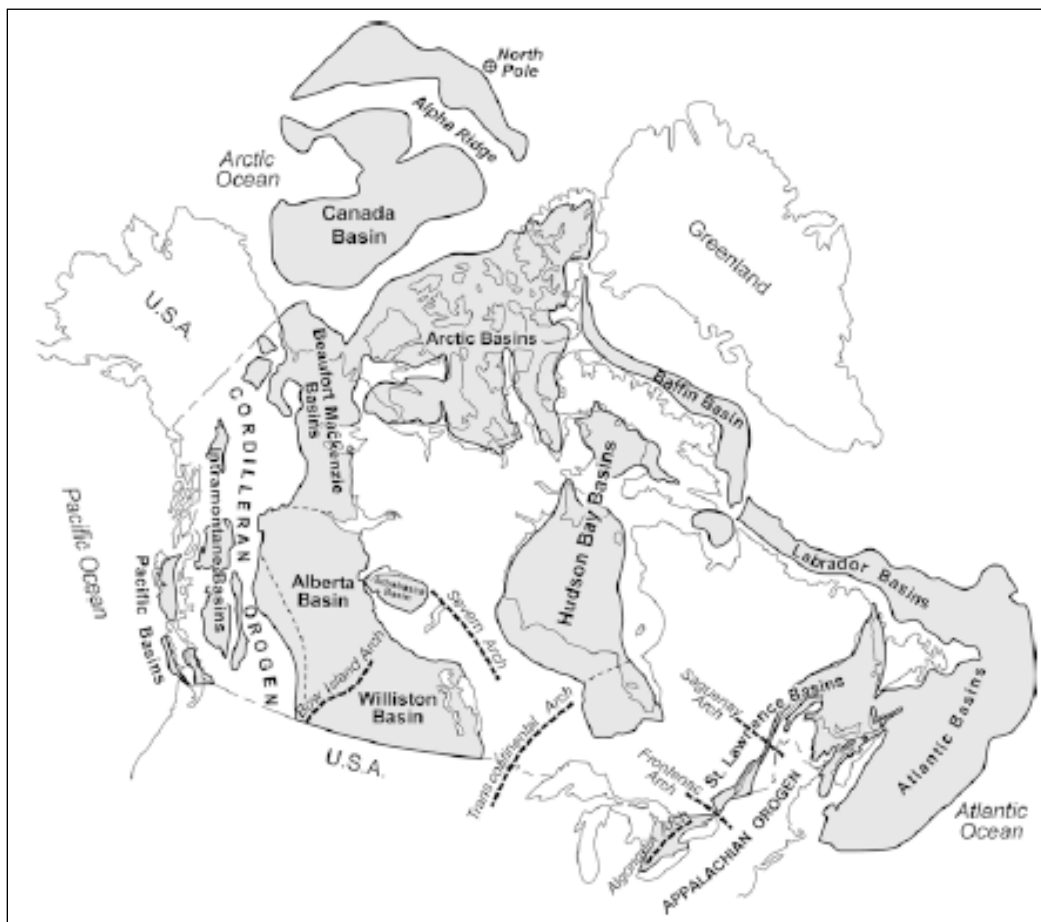 North
Pole
Alpha Ridge
Arctic
Ocean
Canada
Basin
Greenland
U.S.A.
Arctic Basins
Beaufort Mackenzie
Basins
Baffin Basin
CORDILLERAN OROGEN
Intramontane Basins
Hudson Bay Basins
Pacific Ocean
Pacific Basins
Labrador Basins
Alberta
Basin
Athabasca
Basin
Severn Arch
Bow Island Arch
Williston
Basin
U.S.A.
Transcontinental Arch
Saguenay
Arch
St. Lawrence Basins
Frontenac
Arch
Algonquin Arch
APPALACHIAN OROGEN
Atlantic Basins
Atlantic
Ocean